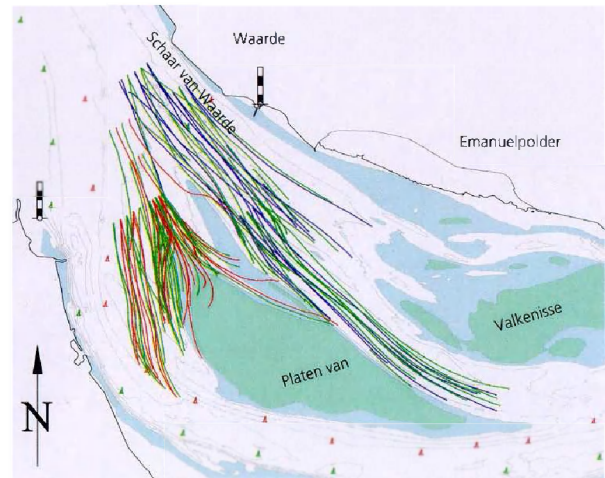 Waarde
Schaar van Waarde
Emanuelpolder
Valkenisse
Platen van
N